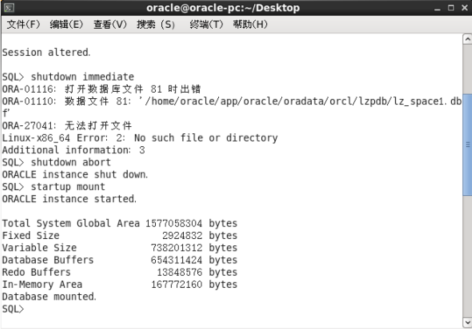 oracle@oracle-pc:~/Desktop
文件(F) 编辑(E) 查看(V) 搜索 (S) 终端(T) 帮助(H)
Session altered.
SQL> shutdown immediate
ORA-01116: 打开数据库文件 81 时出错
ORA-01110: 数据文件 81: '/home/oracle/app/oracle/oradata/orcl/lzpdb/lz_space1.db
f'
ORA-27041: 无法打开文件
Linux-x86_64 Error: 2: No such file or directory
Additional information: 3
SQL> shutdown abort
ORACLE instance shut down.
SQL> startup mount
ORACLE instance started.
Total System Global Area 1577058304 bytes
Fixed Size 2924832 bytes
Variable Size 738201312 bytes
Database Buffers 654311424 bytes
Redo Buffers 13848576 bytes
In-Memory Area 167772160 bytes
Database mounted.
SQL>